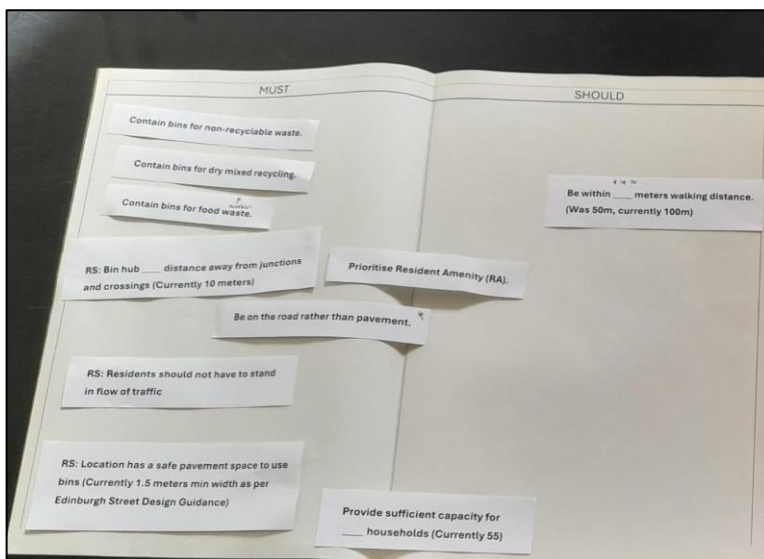 MUST
SHOULD
Contain bins for non-recyclable waste.
Contain bins for dry mixed recycling.
Contain bins for food waste.
Be within ____ meters walking distance.
(Was 50m, currently 100m)
RS: Bin hub ____ distance away from junctions
and crossings (Currently 10 meters)
Prioritise Resident Amenity (RA).
Be on the road rather than pavement.
RS: Residents should not have to stand
in flow of traffic
RS: Location has a safe pavement space to use
bins (Currently 1.5 meters min width as per
Edinburgh Street Design Guidance)
Provide sufficient capacity for
____ households (Currently 55)